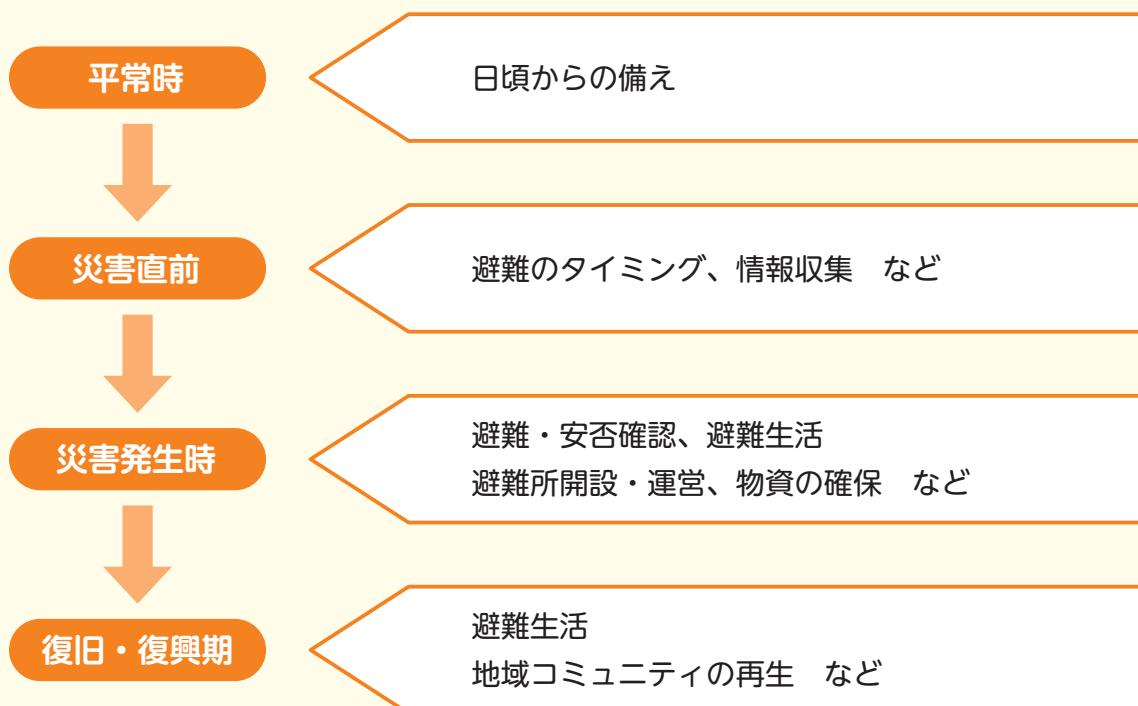 平常時
日頃からの備え
災害直前
避難のタイミング、情報収集　など
災害発生時
避難・安否確認、避難生活
避難所開設・運営、物資の確保　など
復旧・復興期
避難生活
地域コミュニティの再生　など